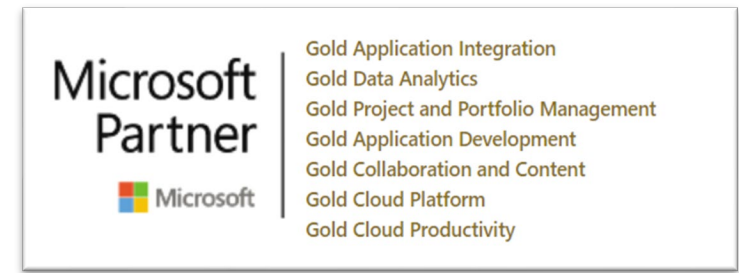 Microsoft
Partner
Microsoft
Gold Application Integration
Gold Data Analytics
Gold Project and Portfolio Management
Gold Application Development
Gold Collaboration and Content
Gold Cloud Platform
Gold Cloud Productivity